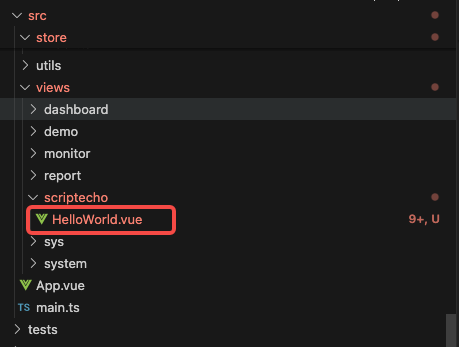 src
store
utils
views
dashboard
demo
monitor
report
scriptecho
HelloWorld.vue 9+, U
sys
system
App.vue
TS main.ts
tests